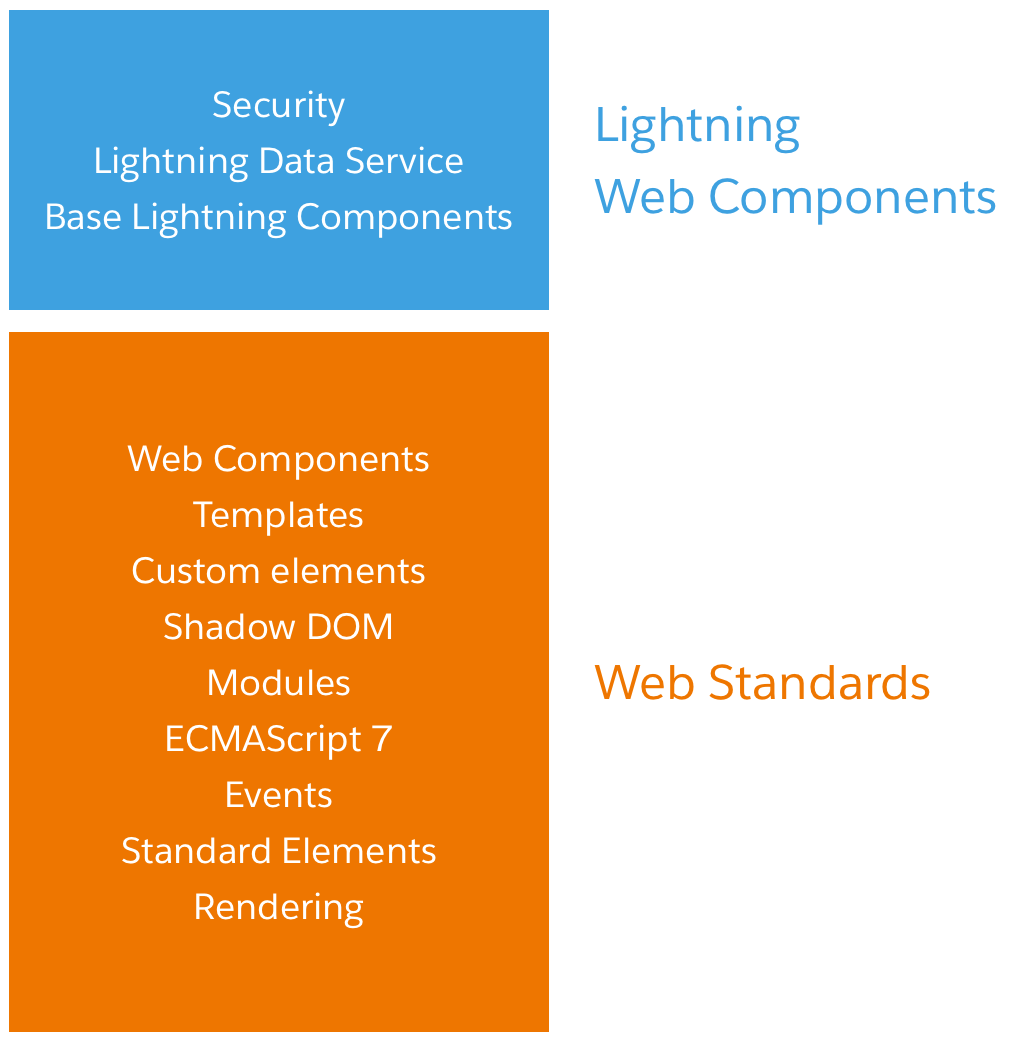 Security
Lightning Data Service
Base Lightning Components
Lightning
Web Components
Web Components
Templates
Custom elements
Shadow DOM
Modules
ECMAScript 7
Events
Standard Elements
Rendering
Web Standards